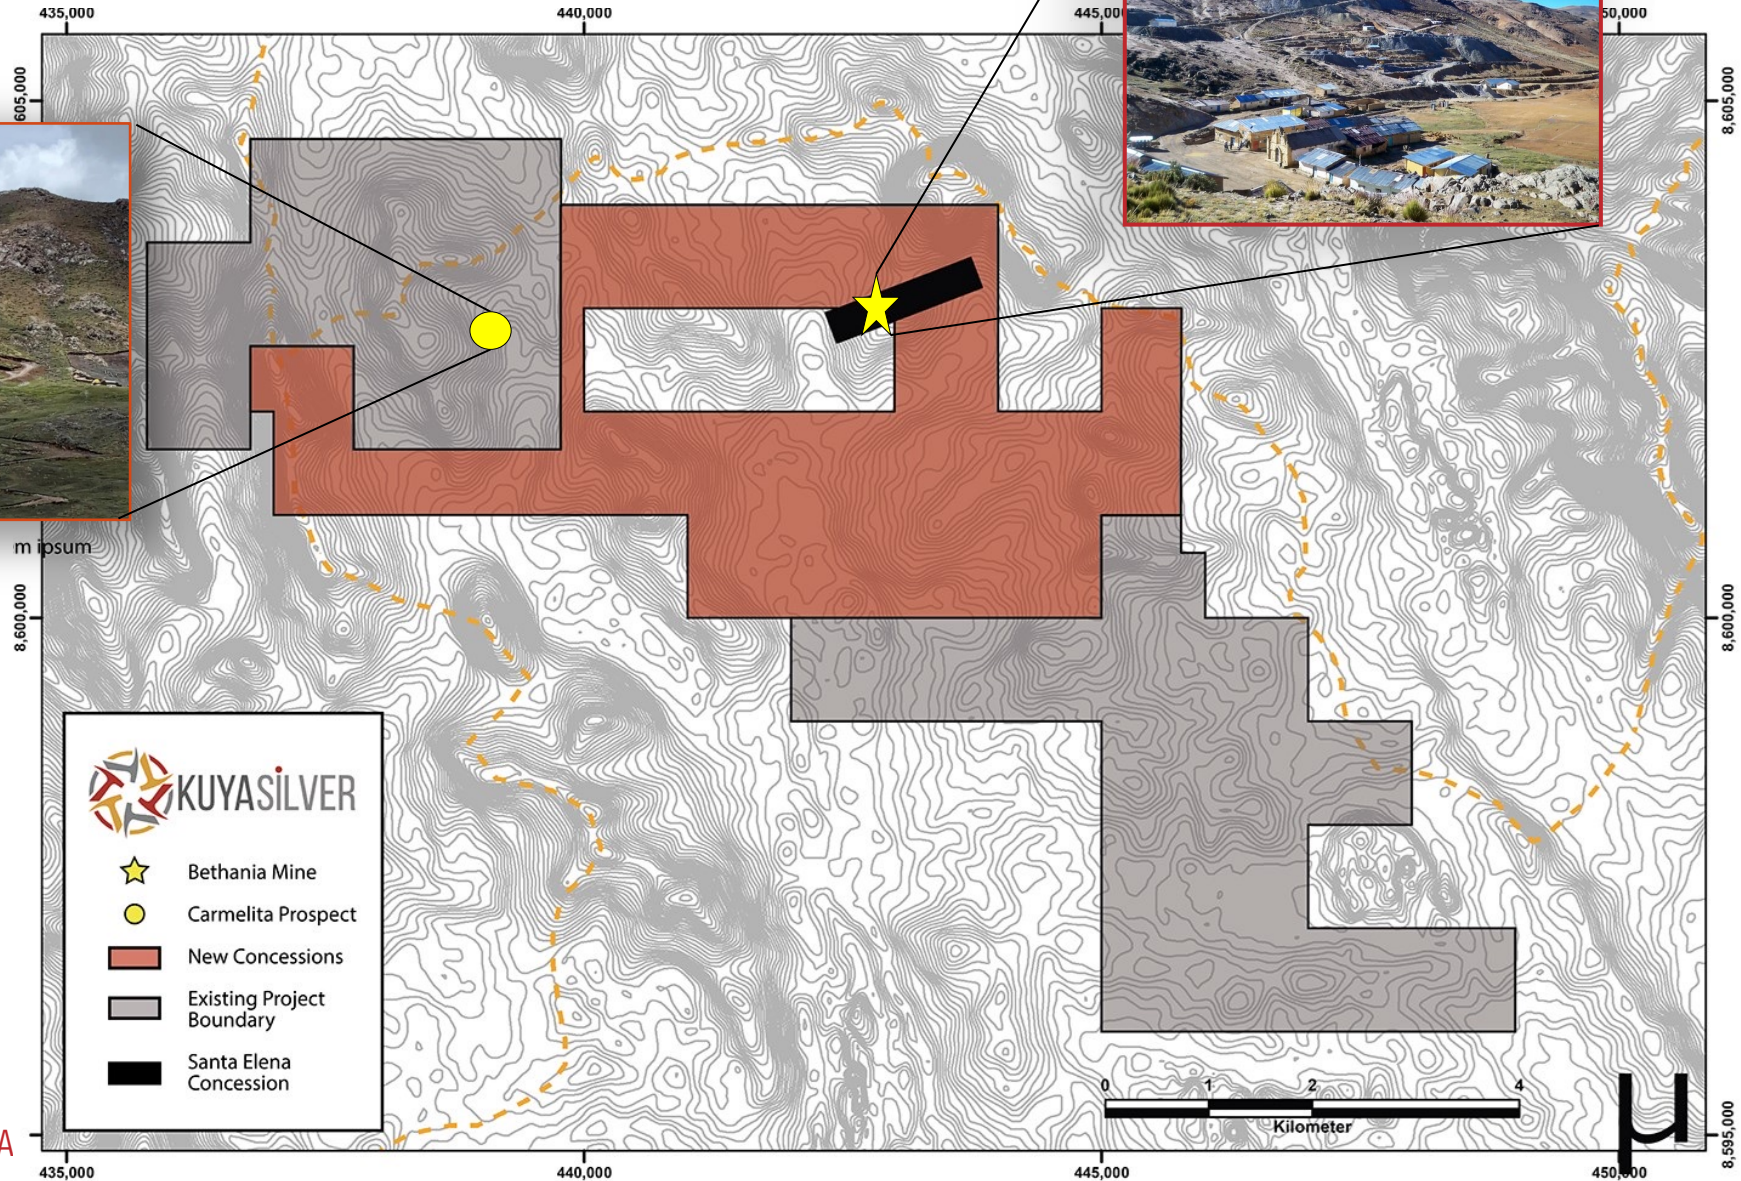 435,000
440,000
445,000
50,000
605,000
8,605,000
m ipsum
8,600,000
8,600,000
KUYASILVER
Bethania Mine
Carmelita Prospect
New Concessions
Existing Project
Boundary
Santa Elena
Concession
0 1 2 4
Kilometer
µ
A
8,595,000
435,000
440,000
445,000
450,000